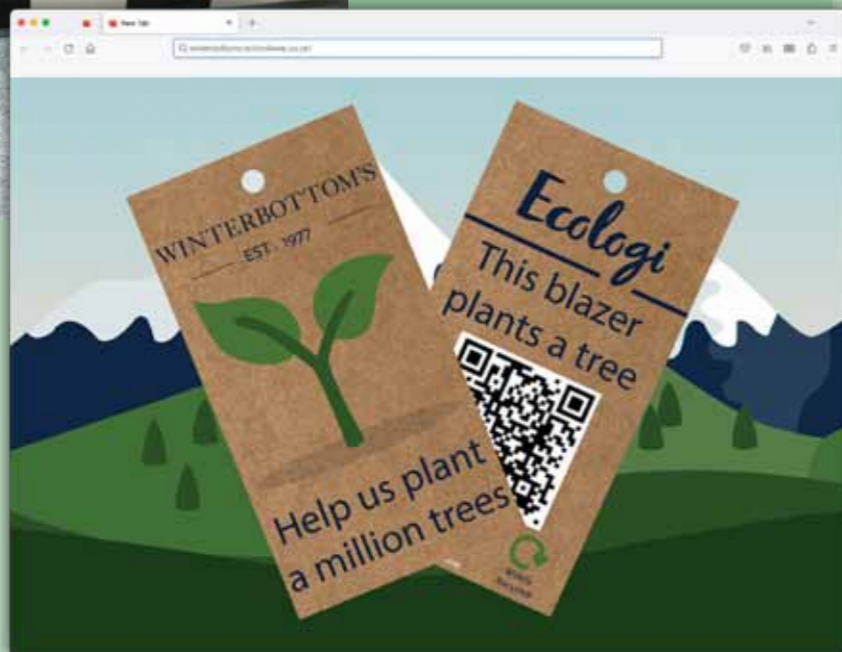 New Tab
WINTERBOTTOM'S
EST. 1977
Help us plant
a million trees
Ecologi
This blazer
plants a tree